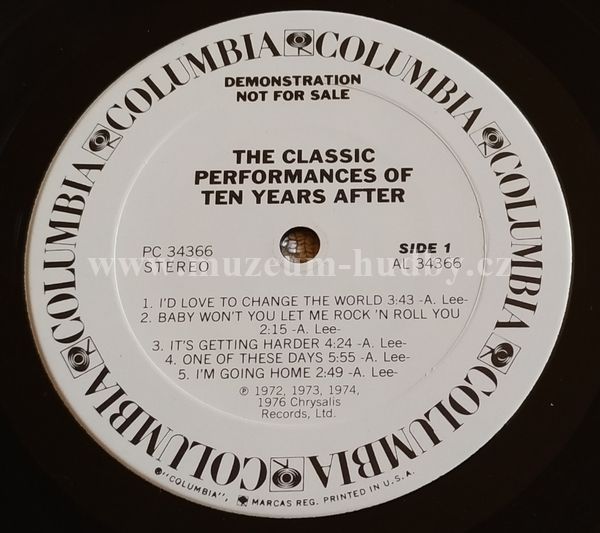 COLUMBIA COLUMBIA COLUMBIA COLUMBIA COLUMBIA COLUMBIA COLUMBIA COLUMBIA
DEMONSTRATION
NOT FOR SALE
THE CLASSIC
PERFORMANCES OF
TEN YEARS AFTER
PC 34366
STEREO
SIDE 1
AL 34366
www.muzeum-hudby.cz
1. I'D LOVE TO CHANGE THE WORLD 3:43 -A. Lee-
2. BABY WON'T YOU LET ME ROCK 'N ROLL YOU
2:15 -A. Lee-
3. IT'S GETTING HARDER 4:24 -A. Lee-
4. ONE OF THESE DAYS 5:55 -A. Lee-
5. I'M GOING HOME 2:49 -A. Lee-
℗ 1972, 1973, 1974,
1976 Chrysalis
Records, Ltd.
®"COLUMBIA", MARCAS REG. PRINTED IN U.S.A.